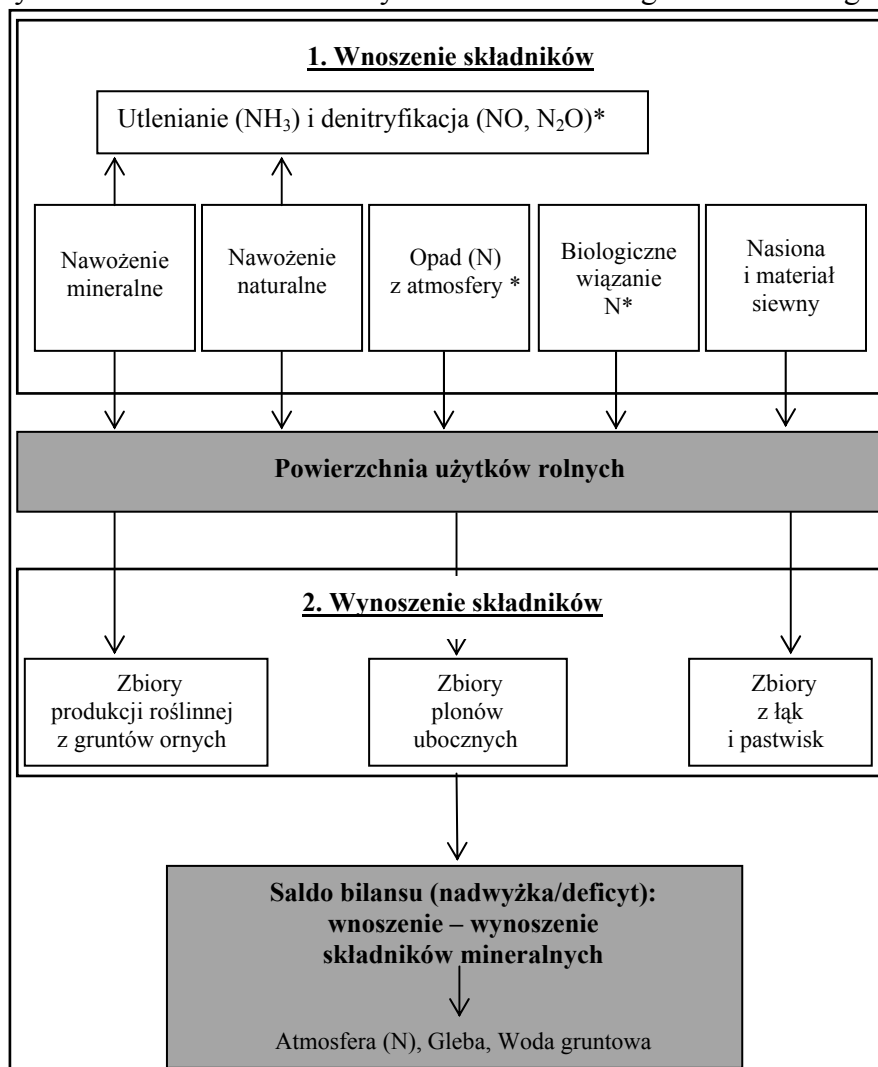 1. Wnoszenie składników
Utlenianie (NH₃) i denitryfikacja (NO, N₂O)*
Nawożenie
mineralne
Nawożenie
naturalne
Opad (N)
z atmosfery *
Biologiczne
wiązanie
N*
Nasiona
i materiał
siewny
Powierzchnia użytków rolnych
2. Wynoszenie składników
Zbiory
produkcji roślinnej
z gruntów ornych
Zbiory
plonów
ubocznych
Zbiory
z łąk
i pastwisk
Saldo bilansu (nadwyżka/deficyt):
wnoszenie – wynoszenie
składników mineralnych
Atmosfera (N), Gleba, Woda gruntowa